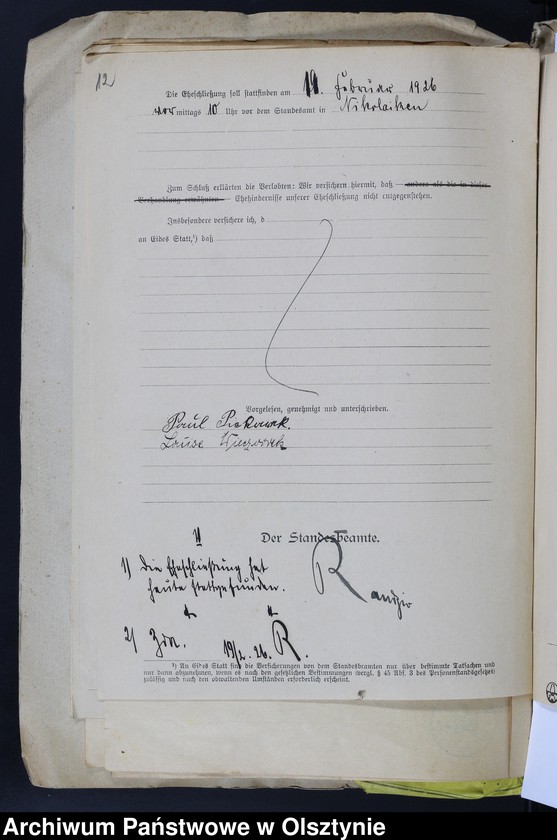 12
Die Eheschließung soll stattfinden am 19. Februar 1926
vor mittags 10 Uhr vor dem Standesamt in Nikolaiken
Zum Schluß erklärten die Verlobten: Wir versichern hiermit, daß andere als die in dieser
Verhandlung erwähnten Ehehindernisse unserer Eheschließung nicht entgegenstehen.
Insbesondere versichere ich, d
an Eides Statt,¹) daß
Vorgelesen, genehmigt und unterschrieben.
Paul Piekarek.
Louise Wieczorrek
Der Standesbeamte.
1) Die Eheschließung hat
heute stattgefunden.
2) ZdA.
19/2. 26. R.
¹) An Eides Statt sind die Versicherungen von dem Standesbeamten nur über bestimmte Tatsachen und
nur dann abzunehmen, wenn es nach den gesetzlichen Bestimmungen (vergl. § 45 Abs. 3 des Personenstandsgesetzes)
zulässig und nach den obwaltenden Umständen erforderlich erscheint.
Archiwum Państwowe w Olsztynie